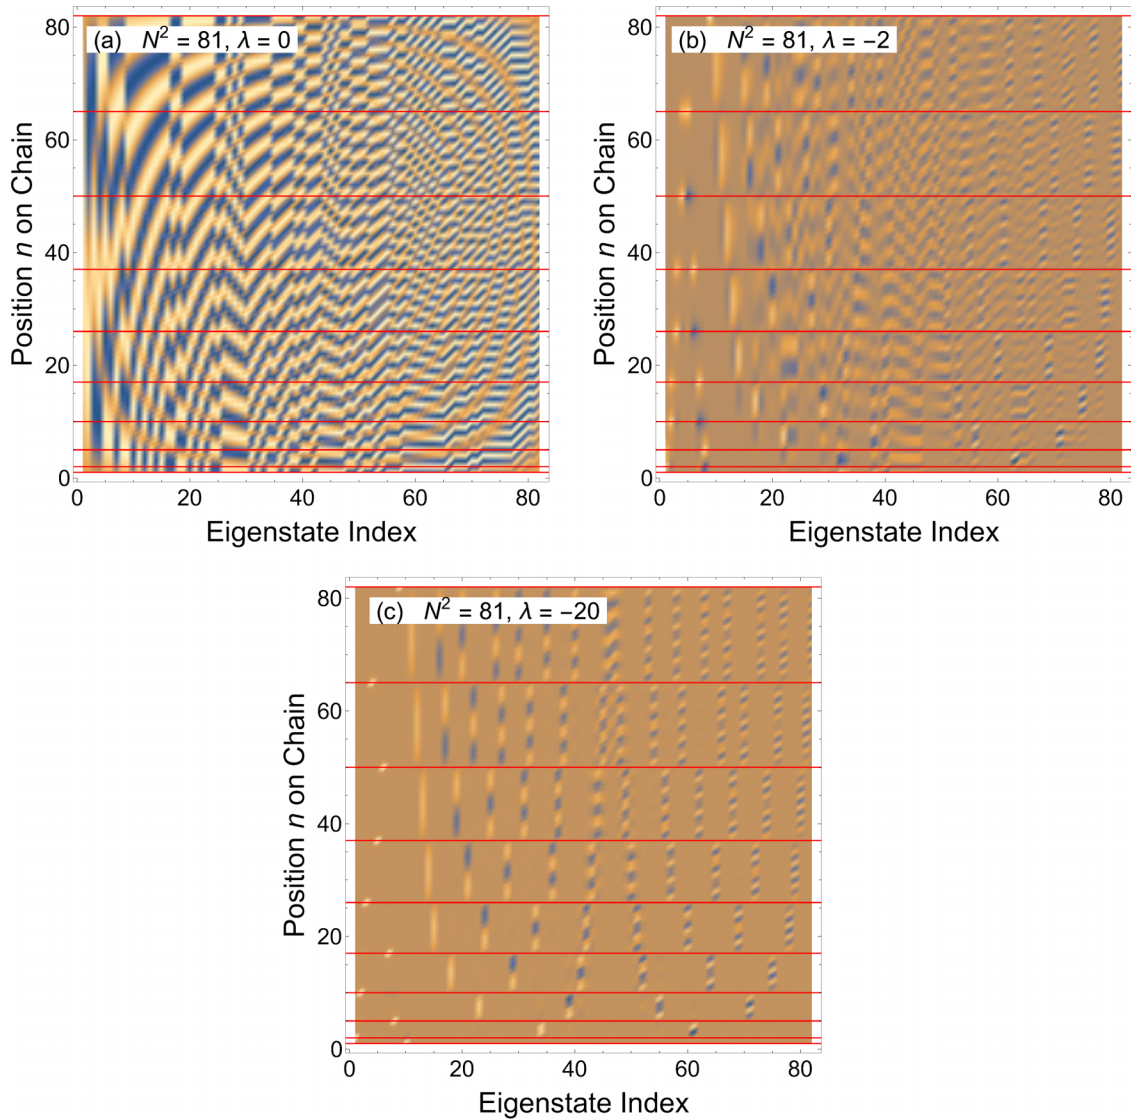 (a) N² = 81, λ = 0
80
60
40
20
0
Position n on Chain
0 20 40 60 80
Eigenstate Index
(b) N² = 81, λ = −2
80
60
40
20
0
Position n on Chain
0 20 40 60 80
Eigenstate Index
(c) N² = 81, λ = −20
80
60
40
20
0
Position n on Chain
0 20 40 60 80
Eigenstate Index